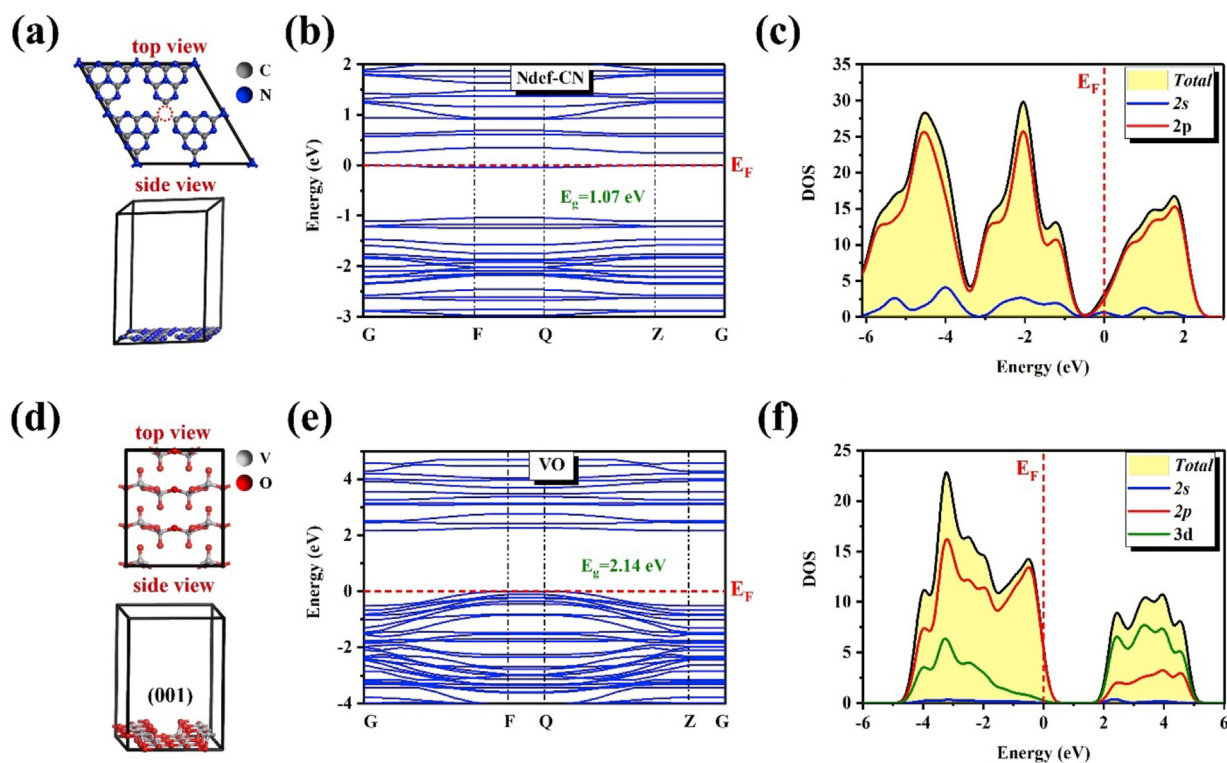 (a)
top view
C
N
side view
(b)
Energy (eV)
2
1
0
-1
-2
-3
Ndef-CN
E_g=1.07 eV
E_F
G F Q Z G
(c)
DOS
35
30
25
20
15
10
5
0
E_F
Total
2s
2p
-6 -4 -2 0 2
Energy (eV)
(d)
top view
V
O
side view
(001)
(e)
Energy (eV)
4
2
0
-2
-4
VO
E_g=2.14 eV
E_F
G F Q Z G
(f)
DOS
25
20
15
10
5
0
E_F
Total
2s
2p
3d
-6 -4 -2 0 2 4 6
Energy (eV)